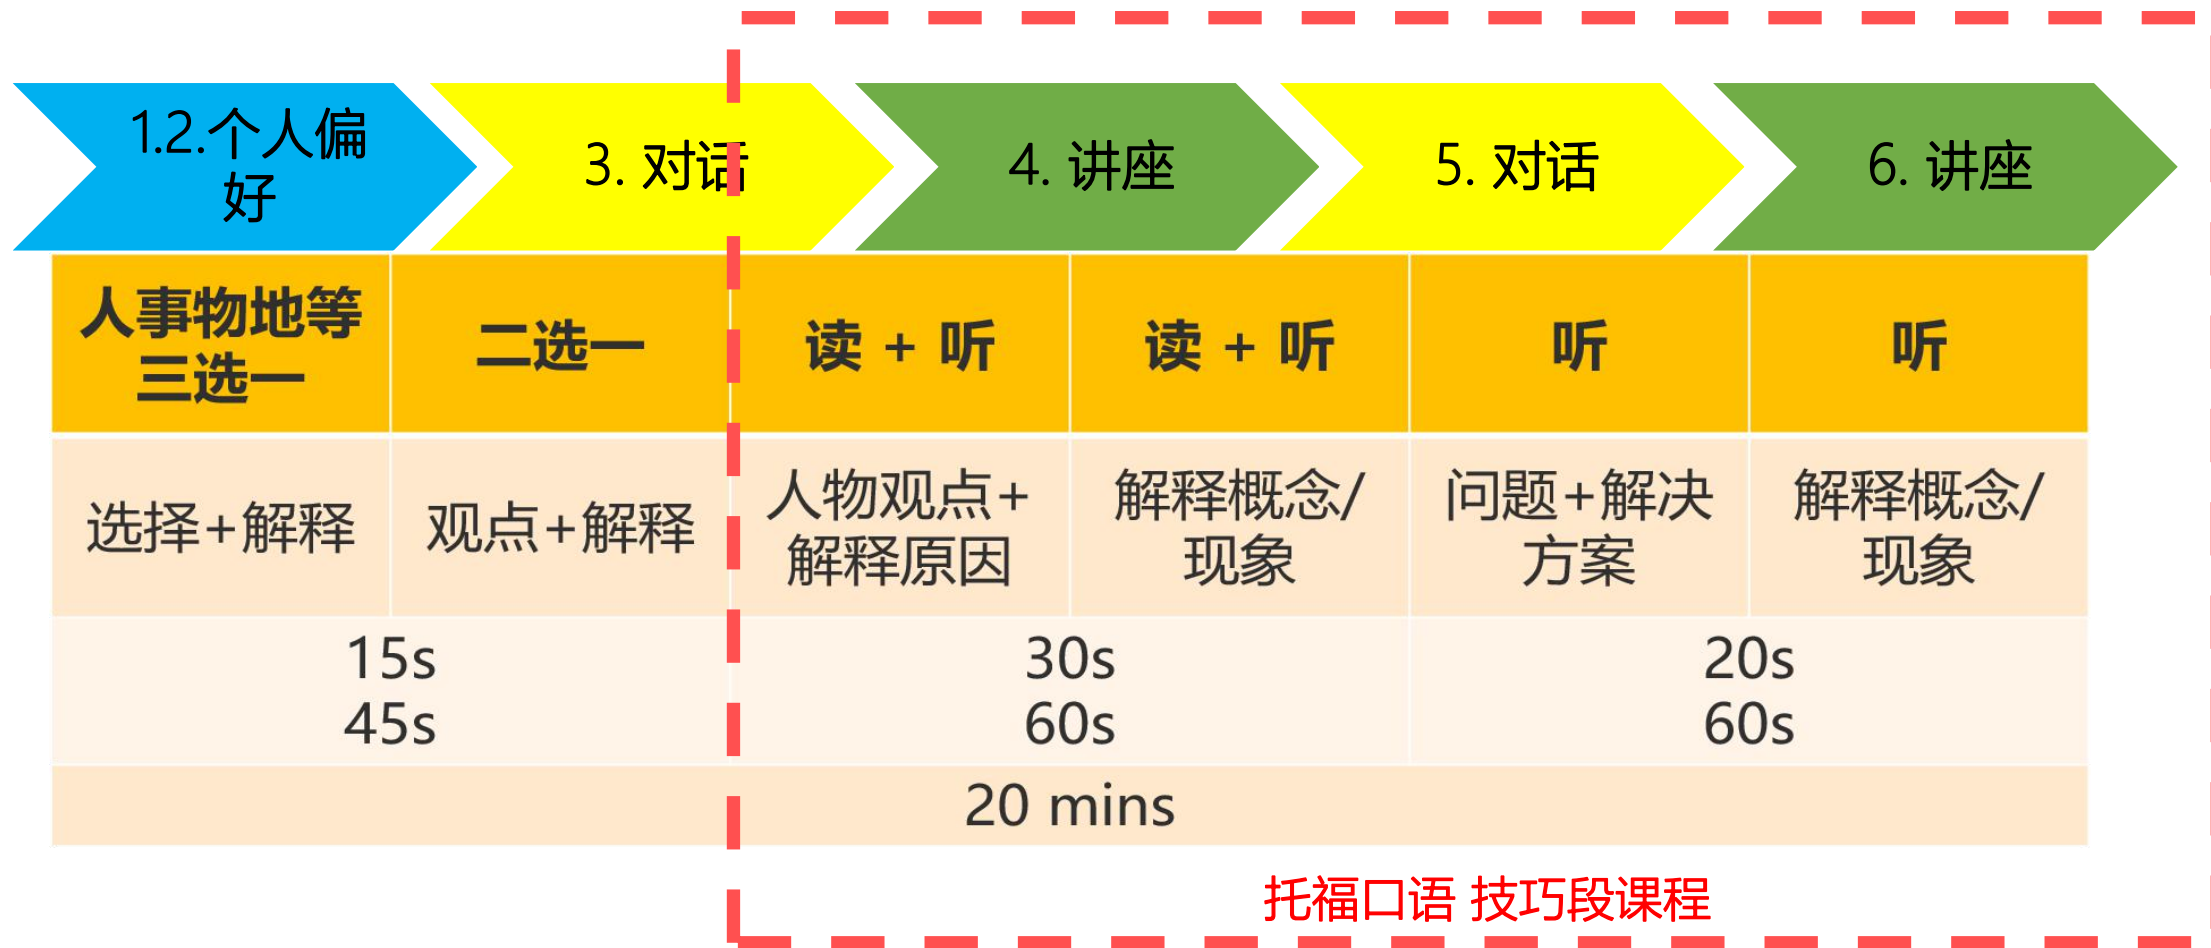 1.2.个人偏
好
3. 对话
4. 讲座
5. 对话
6. 讲座
人事物地等
三选一
二选一
读 + 听
读 + 听
听
听
选择+解释
观点+解释
人物观点+
解释原因
解释概念/
现象
问题+解决
方案
解释概念/
现象
15s
45s
30s
60s
20s
60s
20 mins
托福口语 技巧段课程